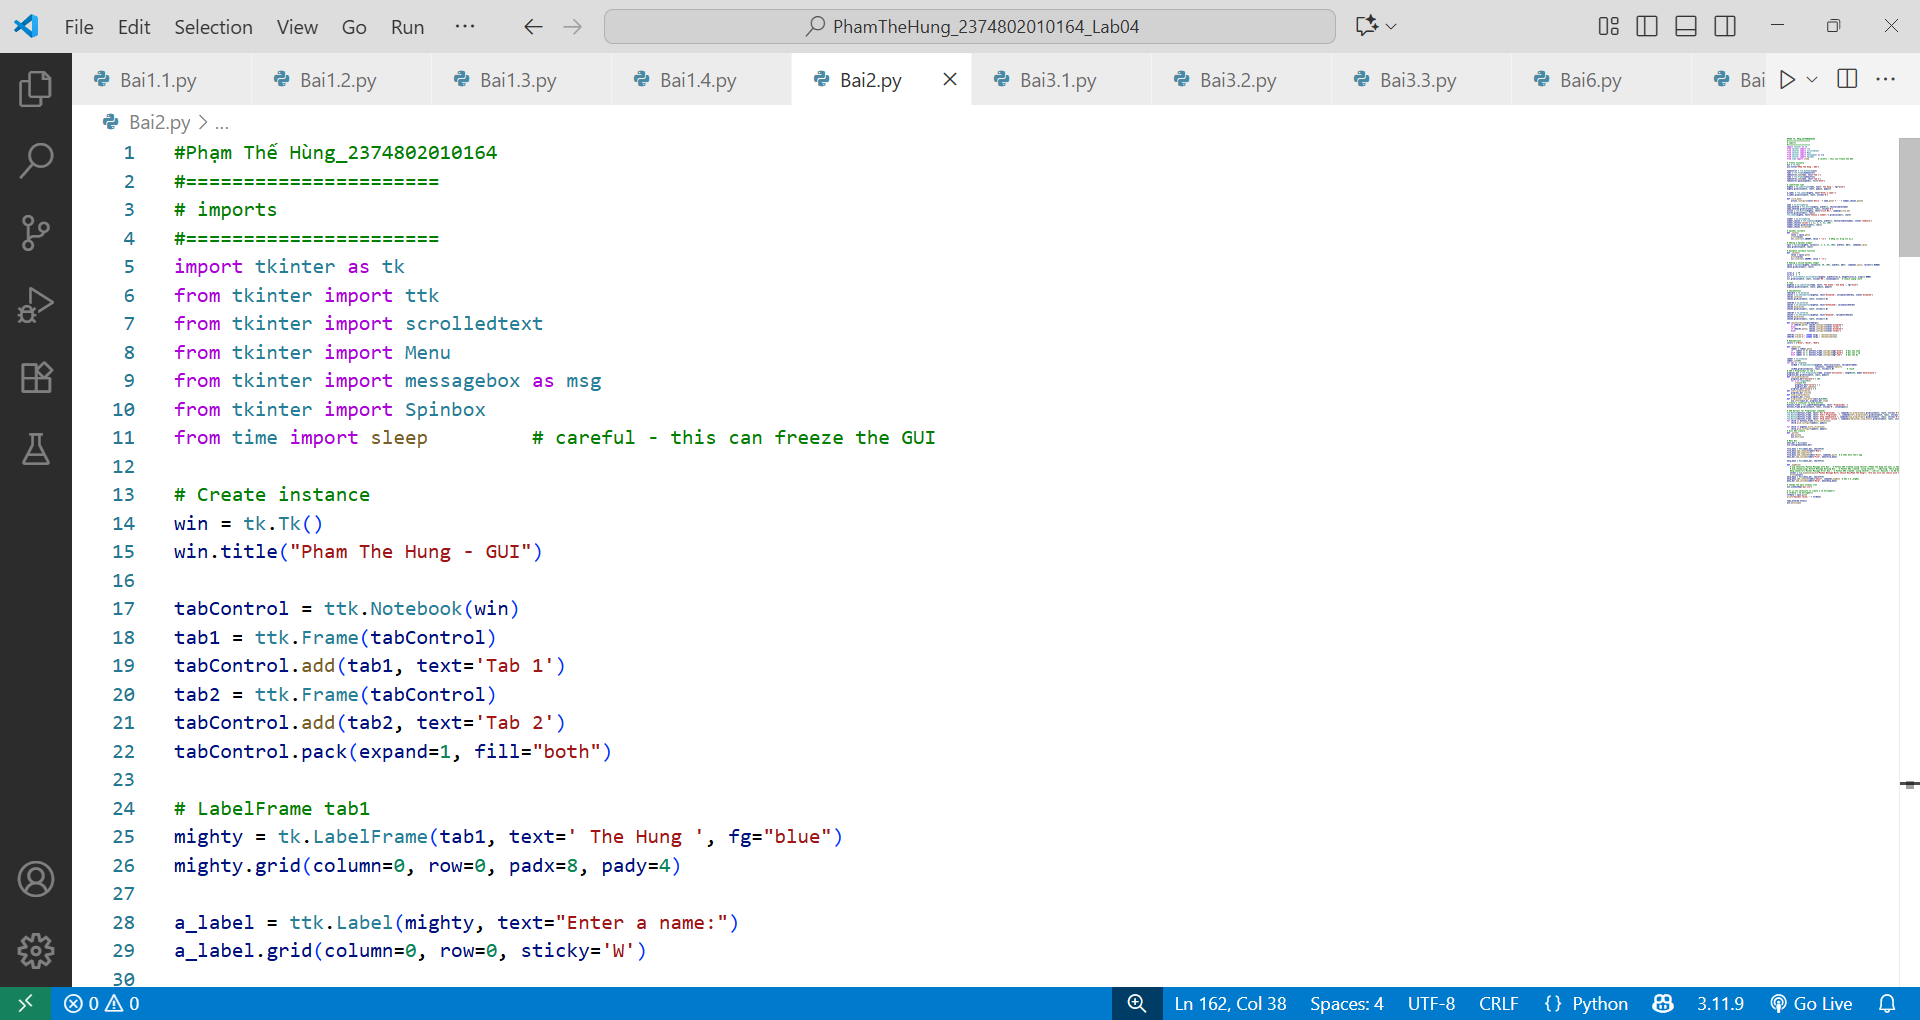 File Edit Selection View Go Run ··· PhamTheHung_2374802010164_Lab04
Bai1.1.py Bai1.2.py Bai1.3.py Bai1.4.py Bai2.py Bai3.1.py Bai3.2.py Bai3.3.py Bai6.py Bai
Bai2.py > ...
1 #Phạm Thế Hùng_2374802010164
2 #======================
3 # imports
4 #======================
5 import tkinter as tk
6 from tkinter import ttk
7 from tkinter import scrolledtext
8 from tkinter import Menu
9 from tkinter import messagebox as msg
10 from tkinter import Spinbox
11 from time import sleep         # careful - this can freeze the GUI
12
13 # Create instance
14 win = tk.Tk()
15 win.title("Pham The Hung - GUI")
16
17 tabControl = ttk.Notebook(win)
18 tab1 = ttk.Frame(tabControl)
19 tabControl.add(tab1, text='Tab 1')
20 tab2 = ttk.Frame(tabControl)
21 tabControl.add(tab2, text='Tab 2')
22 tabControl.pack(expand=1, fill="both")
23
24 # LabelFrame tab1
25 mighty = tk.LabelFrame(tab1, text=' The Hung ', fg="blue")
26 mighty.grid(column=0, row=0, padx=8, pady=4)
27
28 a_label = ttk.Label(mighty, text="Enter a name:")
29 a_label.grid(column=0, row=0, sticky='W')
30
0 0 Ln 162, Col 38 Spaces: 4 UTF-8 CRLF {} Python 3.11.9 Go Live